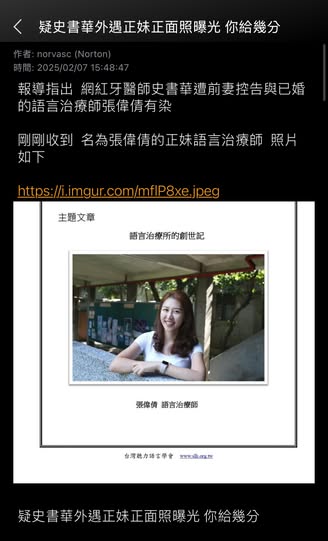 疑史書華外遇正妹正面照曝光 你給幾分
作者: norvasc (Norton)
時間: 2025/02/07 15:48:47
報導指出 網紅牙醫師史書華遭前妻控告與已婚
的語言治療師張偉倩有染
剛剛收到 名為張偉倩的正妹語言治療師 照片
如下
https://i.imgur.com/mflP8xe.jpeg
主題文章
語言治療所的創世記
張偉倩 語言治療師
台灣聽力語言學會 www.slh.org.tw
疑史書華外遇正妹正面照曝光 你給幾分